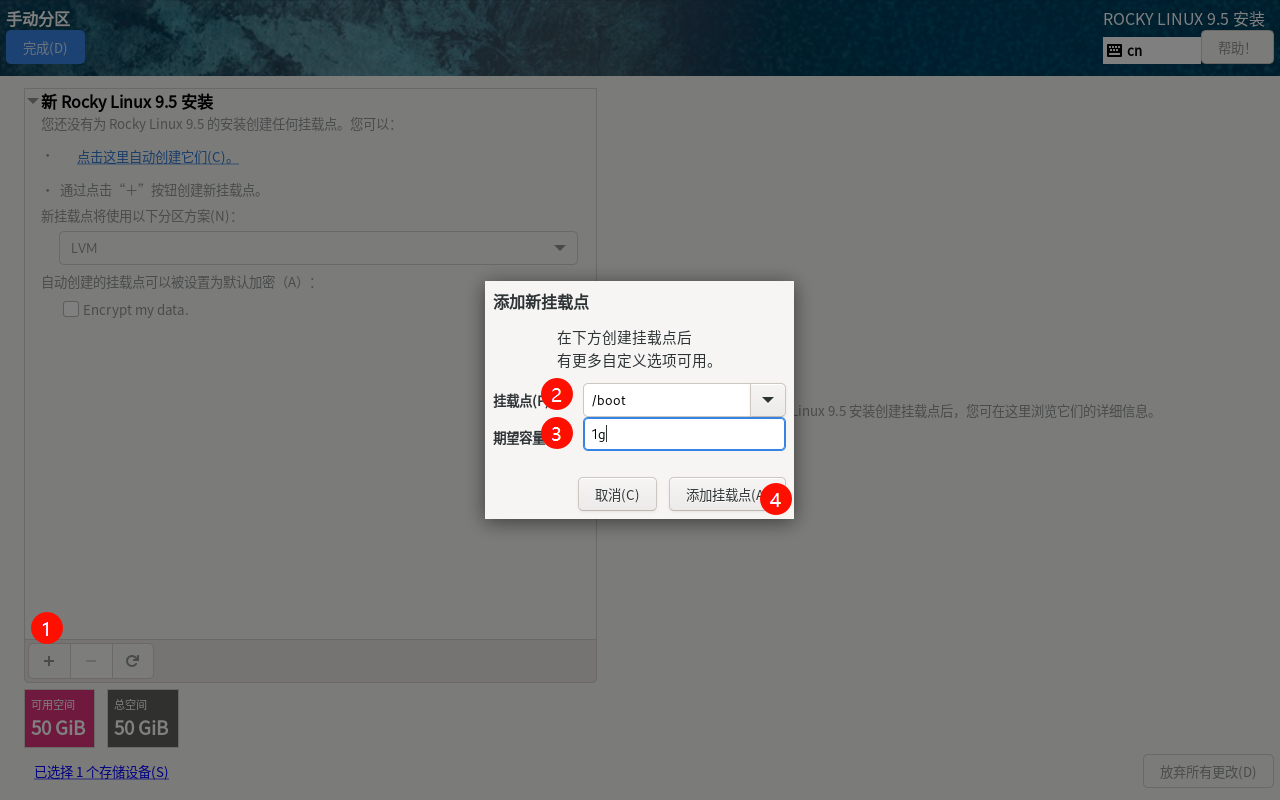 手动分区
ROCKY LINUX 9.5 安装
完成(D)
cn
帮助!
新 Rocky Linux 9.5 安装
您还没有为 Rocky Linux 9.5 的安装创建任何挂载点。您可以：
· 点击这里自动创建它们(C)。
· 通过点击“+”按钮创建新挂载点。
新挂载点将使用以下分区方案(N)：
LVM
自动创建的挂载点可以被设置为默认加密（A）：
Encrypt my data.
添加新挂载点
在下方创建挂载点后
有更多自定义选项可用。
挂载点(P
2
/boot
Linux 9.5 安装创建挂载点后，您可在这里浏览它们的详细信息。
期望容量
3
1g
取消(C)
添加挂载点(A
4
1
可用空间
50 GiB
总空间
50 GiB
已选择 1 个存储设备(S)
放弃所有更改(D)